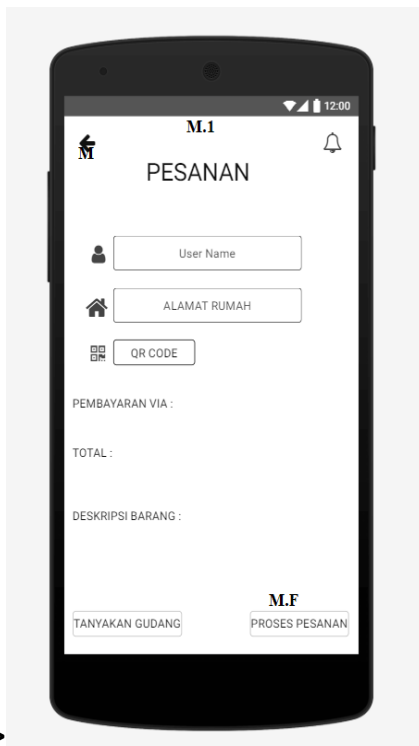 12:00
M.1
M
PESANAN
User Name
ALAMAT RUMAH
QR CODE
PEMBAYARAN VIA :
TOTAL :
DESKRIPSI BARANG :
M.F
TANYAKAN GUDANG
PROSES PESANAN